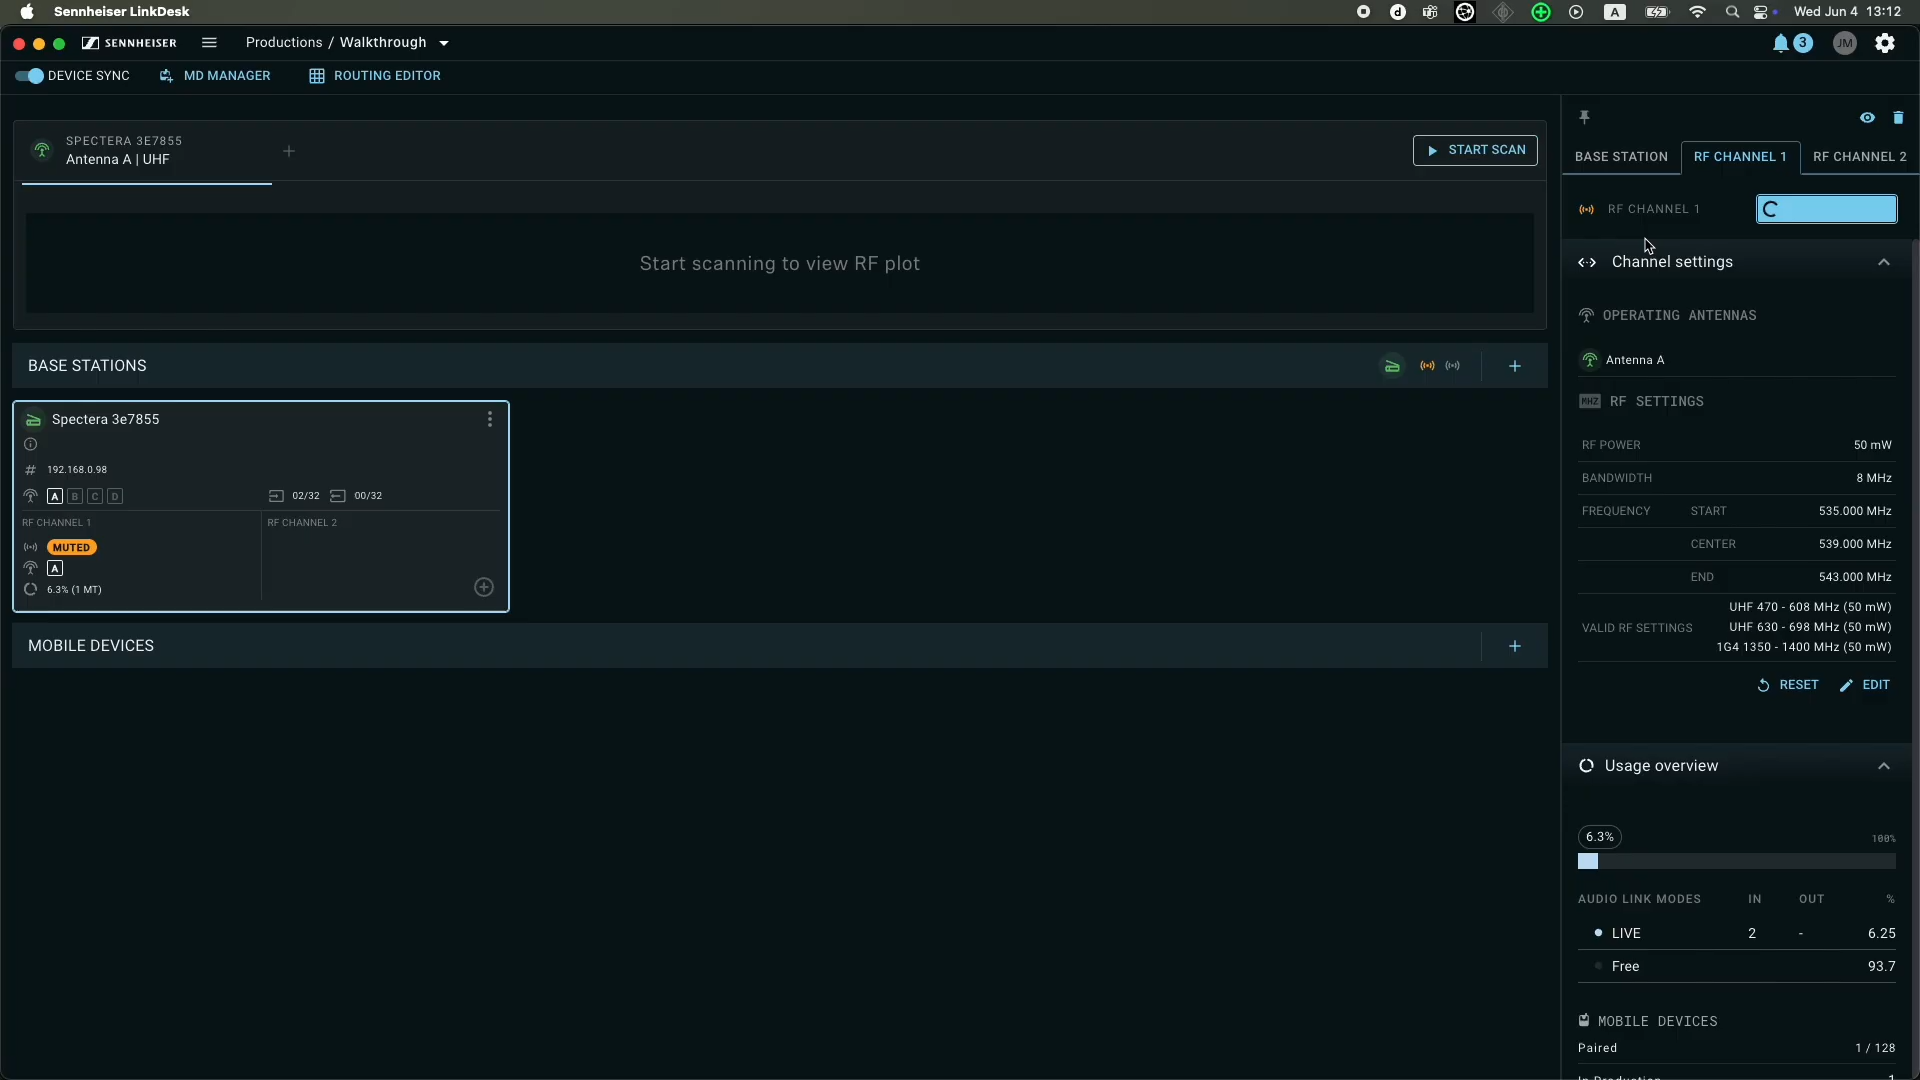 Sennheiser LinkDesk
A
Wed Jun 4 13:12
SENNHEISER
Productions / Walkthrough
3
JM
DEVICE SYNC
MD MANAGER
ROUTING EDITOR
SPECTERA 3E7855
Antenna A | UHF
START SCAN
Start scanning to view RF plot
BASE STATIONS
Spectera 3e7855
# 192.168.0.98
A B C D
02/32
00/32
RF CHANNEL 1
RF CHANNEL 2
MUTED
A
6.3% (1 MT)
MOBILE DEVICES
BASE STATION
RF CHANNEL 1
RF CHANNEL 2
RF CHANNEL 1
Channel settings
OPERATING ANTENNAS
Antenna A
MHZ RF SETTINGS
RF POWER 50 mW
BANDWIDTH 8 MHz
FREQUENCY START 535.000 MHz
CENTER 539.000 MHz
END 543.000 MHz
VALID RF SETTINGS
UHF 470 - 608 MHz (50 mW)
UHF 630 - 698 MHz (50 mW)
1G4 1350 - 1400 MHz (50 mW)
RESET
EDIT
Usage overview
6.3%
100%
AUDIO LINK MODES IN OUT %
LIVE 2 - 6.25
Free 93.7
MOBILE DEVICES
Paired 1 / 128